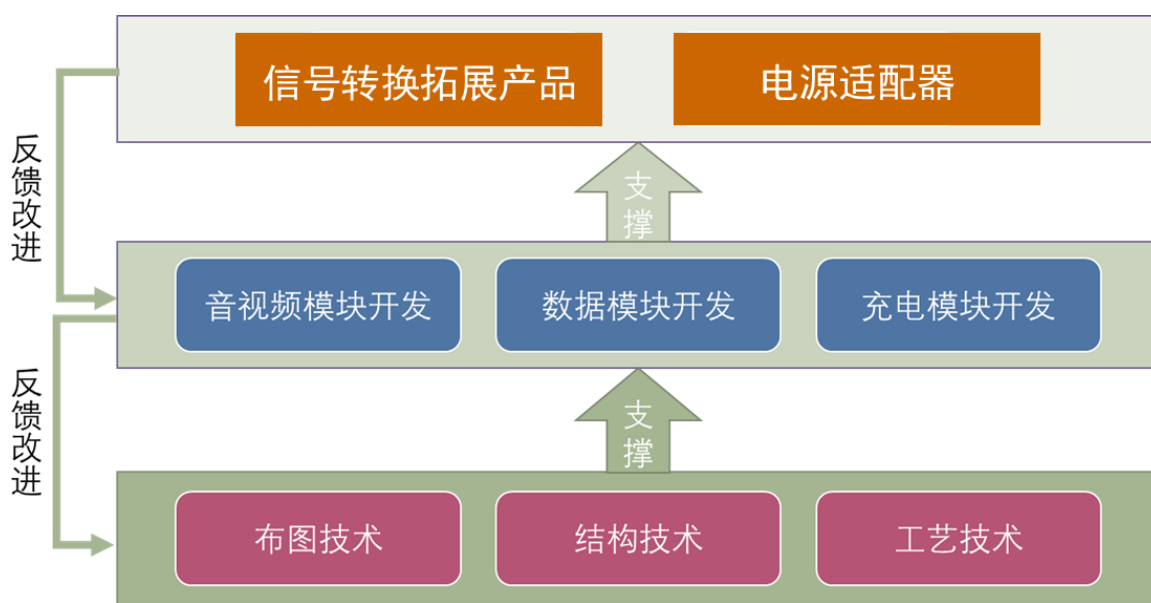 信号转换拓展产品
电源适配器
反馈改进
支撑
音视频模块开发
数据模块开发
充电模块开发
反馈改进
支撑
布图技术
结构技术
工艺技术